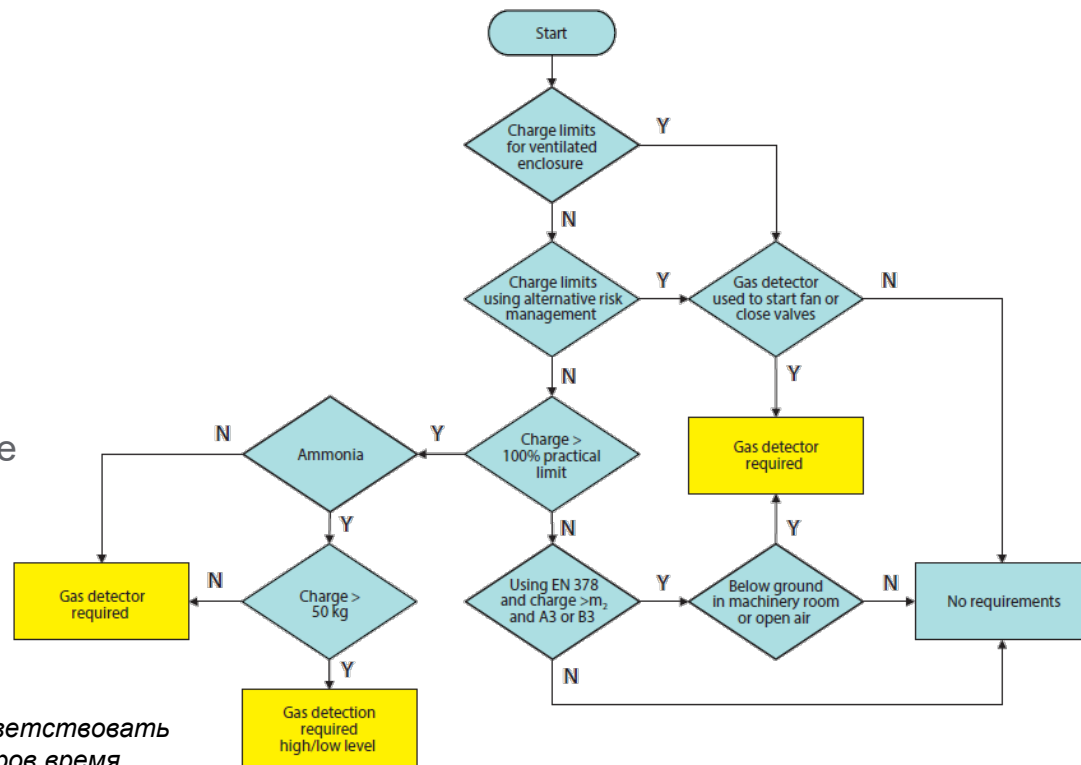 Start
Charge limits
for ventilated
enclosure
Y
N
Charge limits
using alternative risk
management
Y
Gas detector
used to start fan or
close valves
N
N
Y
е
N
Ammonia
Y
Charge >
100% practical
limit
Gas detector
required
Y
N
Y
Gas detector
required
N
Charge >
50 kg
Using EN 378
and charge >m₂
and A3 or B3
Y
Below ground
in machinery room
or open air
N
No requirements
Y
N
Gas detection
required
high/low level
ветствовать
ров время